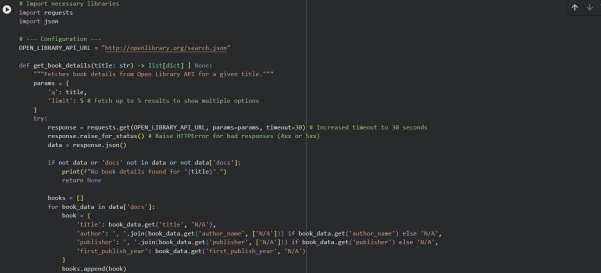 # Import necessary libraries
import requests
import json
# --- Configuration ---
OPEN_LIBRARY_API_URL = "http://openlibrary.org/search.json"
def get_book_details(title: str) -> list[dict] | None:
"""Fetches book details from Open Library API for a given title."""
params = {
'q': title,
'limit': 5 # Fetch up to 5 results to show multiple options
}
try:
response = requests.get(OPEN_LIBRARY_API_URL, params=params, timeout=30) # Increased timeout to 30 seconds
response.raise_for_status() # Raise HTTPError for bad responses (4xx or 5xx)
data = response.json()
if not data or 'docs' not in data or not data['docs']:
print(f"No book details found for '{title}'.")
return None
books = []
for book_data in data['docs']:
book = {
'title': book_data.get('title', 'N/A'),
'author': ', '.join(book_data.get('author_name', ['N/A'])) if book_data.get('author_name') else 'N/A',
'publisher': ', '.join(book_data.get('publisher', ['N/A'])) if book_data.get('publisher') else 'N/A',
'first_publish_year': book_data.get('first_publish_year', 'N/A')
}
books.append(book)